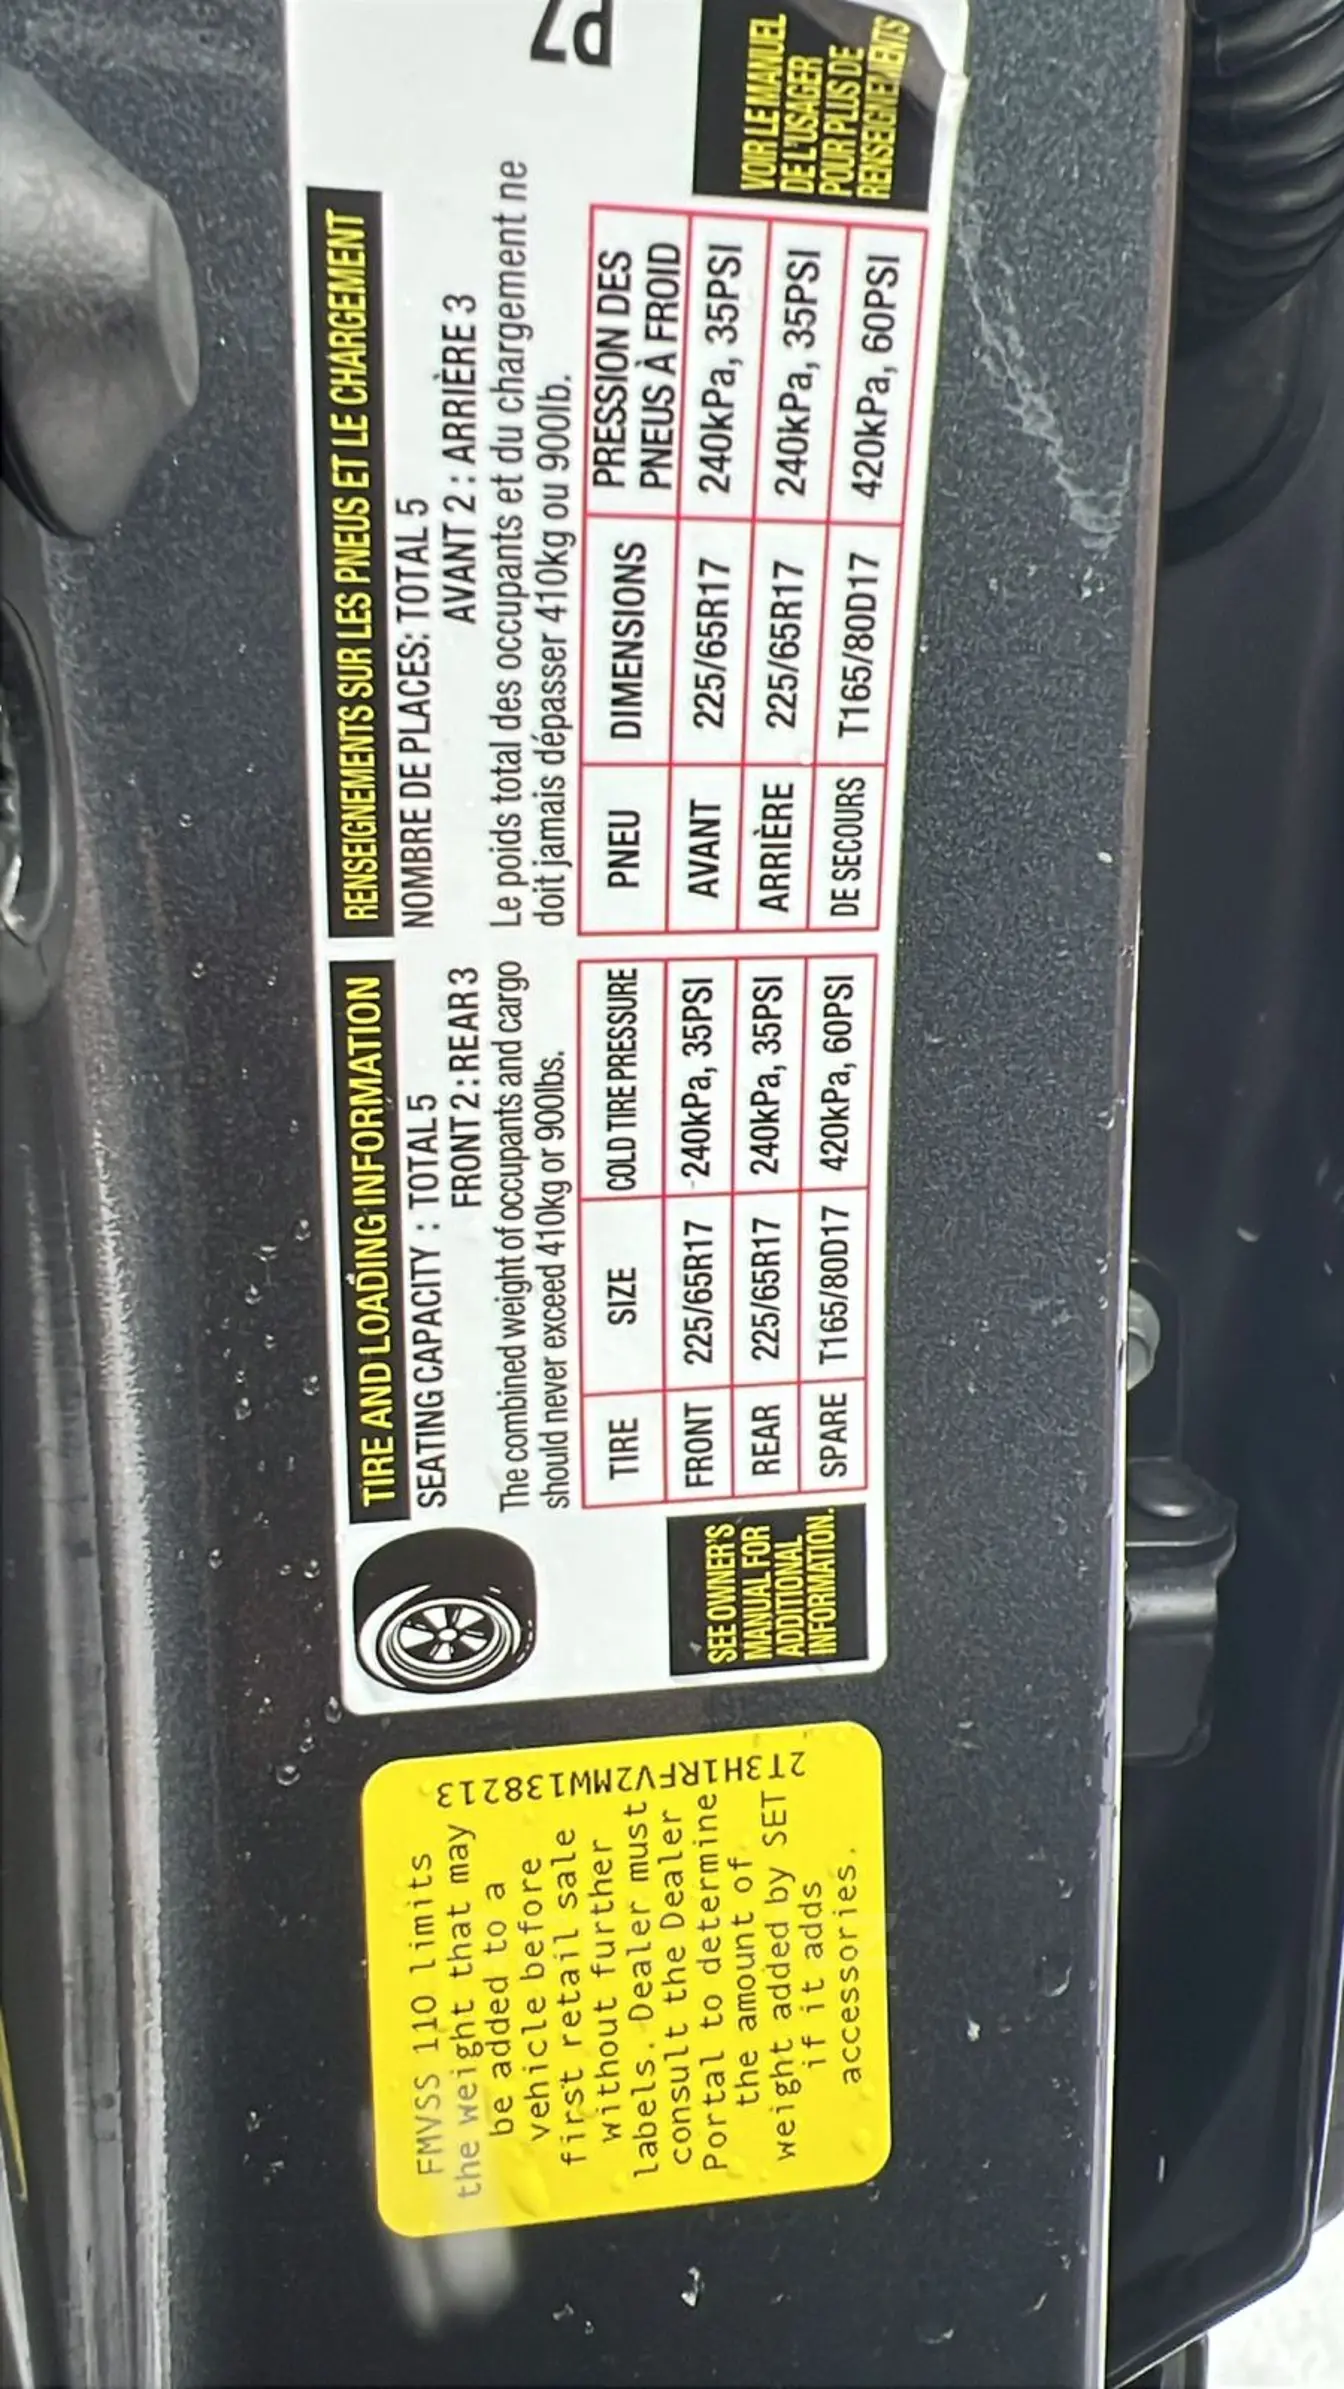 TIRE AND LOADING INFORMATION
SEATING CAPACITY : TOTAL 5
FRONT 2 : REAR 3
The combined weight of occupants and cargo
should never exceed 410kg or 900lbs.
TIRE SIZE COLD TIRE PRESSURE
FRONT 225/65R17 240kPa, 35PSI
REAR 225/65R17 240kPa, 35PSI
SPARE T165/80D17 420kPa, 60PSI
SEE OWNER'S
MANUAL FOR
ADDITIONAL
INFORMATION.
RENSEIGNEMENTS SUR LES PNEUS ET LE CHARGEMENT
NOMBRE DE PLACES: TOTAL 5
AVANT 2 : ARRIÈRE 3
Le poids total des occupants et du chargement ne
doit jamais dépasser 410kg ou 900lb.
PNEU DIMENSIONS PRESSION DES
PNEUS À FROID
AVANT 225/65R17 240kPa, 35PSI
ARRIÈRE 225/65R17 240kPa, 35PSI
DE SECOURS T165/80D17 420kPa, 60PSI
VOIR LE MANUEL
DE L'USAGER
POUR PLUS DE
RENSEIGNEMENTS
FMVSS 110 limits
the weight that may
be added to a
vehicle before
first retail sale
without further
labels. Dealer must
consult the Dealer
Portal to determine
the amount of
weight added by SET
if it adds
accessories.
2T3H1RFV2MW138213